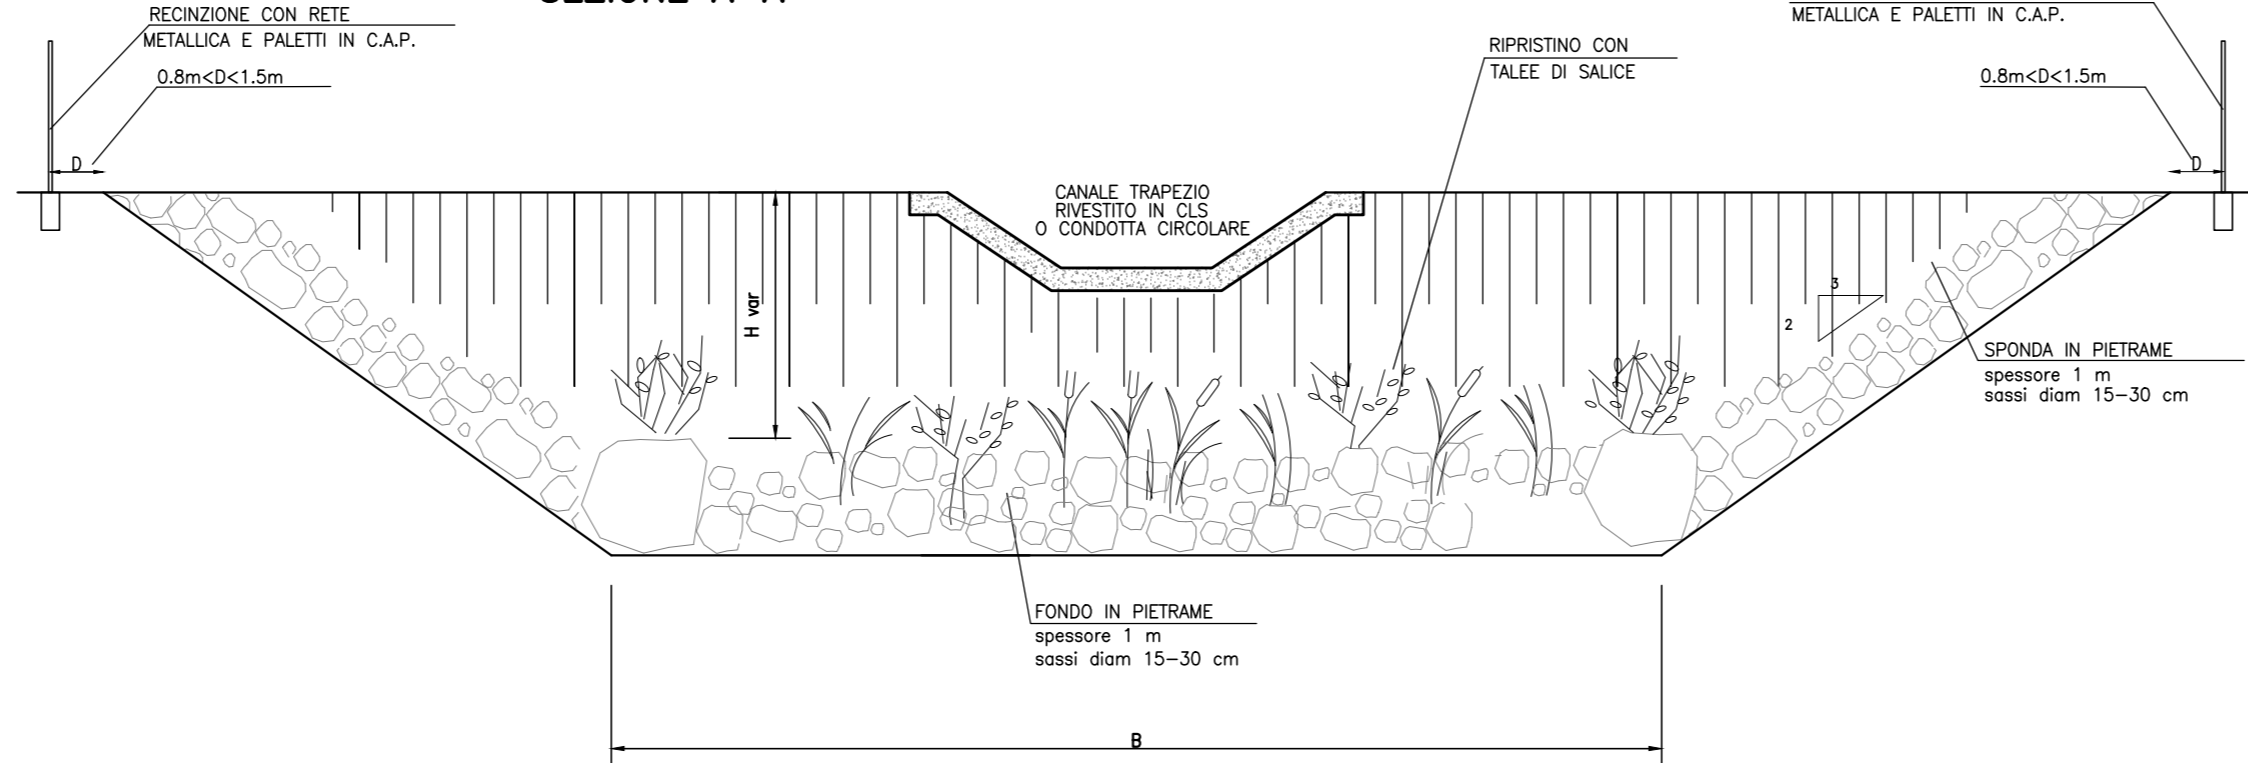 RECINZIONE CON RETE
METALLICA E PALETTI IN C.A.P.
0.8m<D<1.5m
D
RIPRISTINO CON
TALEE DI SALICE
METALLICA E PALETTI IN C.A.P.
0.8m<D<1.5m
D
CANALE TRAPEZIO
RIVESTITO IN CLS
O CONDOTTA CIRCOLARE
H var
3
2
SPONDA IN PIETRAME
spessore 1 m
sassi diam 15-30 cm
FONDO IN PIETRAME
spessore 1 m
sassi diam 15-30 cm
B